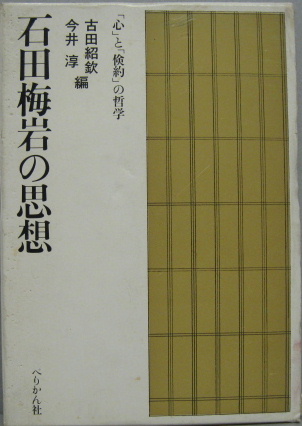 石田梅岩の思想
「心」と「倹約」の哲学
古田紹欽
今井 淳 編
ぺりかん社